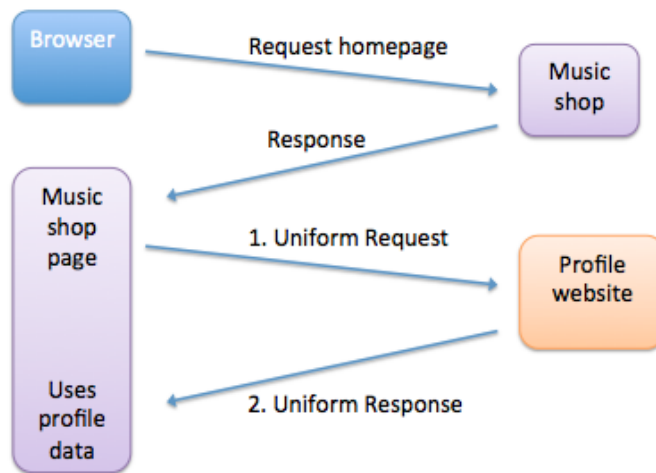 Browser
Request homepage
Music
shop
Response
Music
shop
page
1. Uniform Request
Profile
website
Uses
profile
data
2. Uniform Response